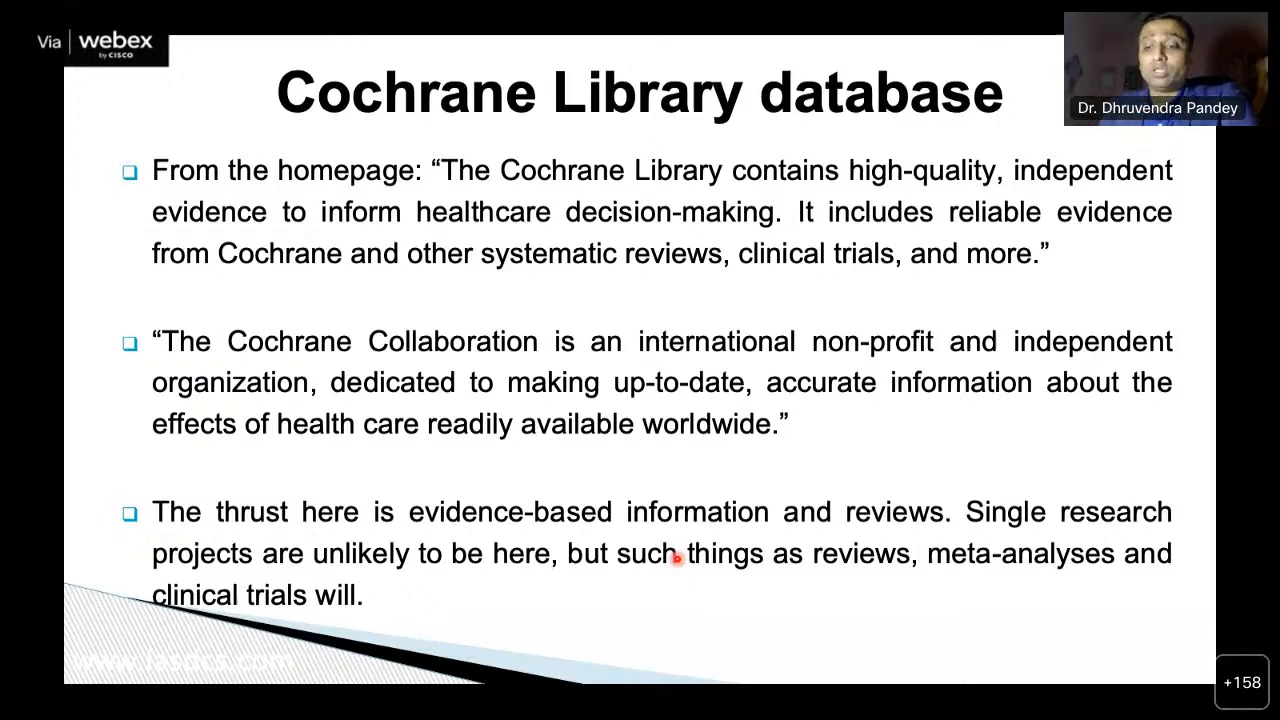 Via webex
by CISCO
Dr. Dhruvendra Pandey
Cochrane Library database
From the homepage: “The Cochrane Library contains high-quality, independent
evidence to inform healthcare decision-making. It includes reliable evidence
from Cochrane and other systematic reviews, clinical trials, and more.”
“The Cochrane Collaboration is an international non-profit and independent
organization, dedicated to making up-to-date, accurate information about the
effects of health care readily available worldwide.”
The thrust here is evidence-based information and reviews. Single research
projects are unlikely to be here, but such things as reviews, meta-analyses and
clinical trials will.
+158